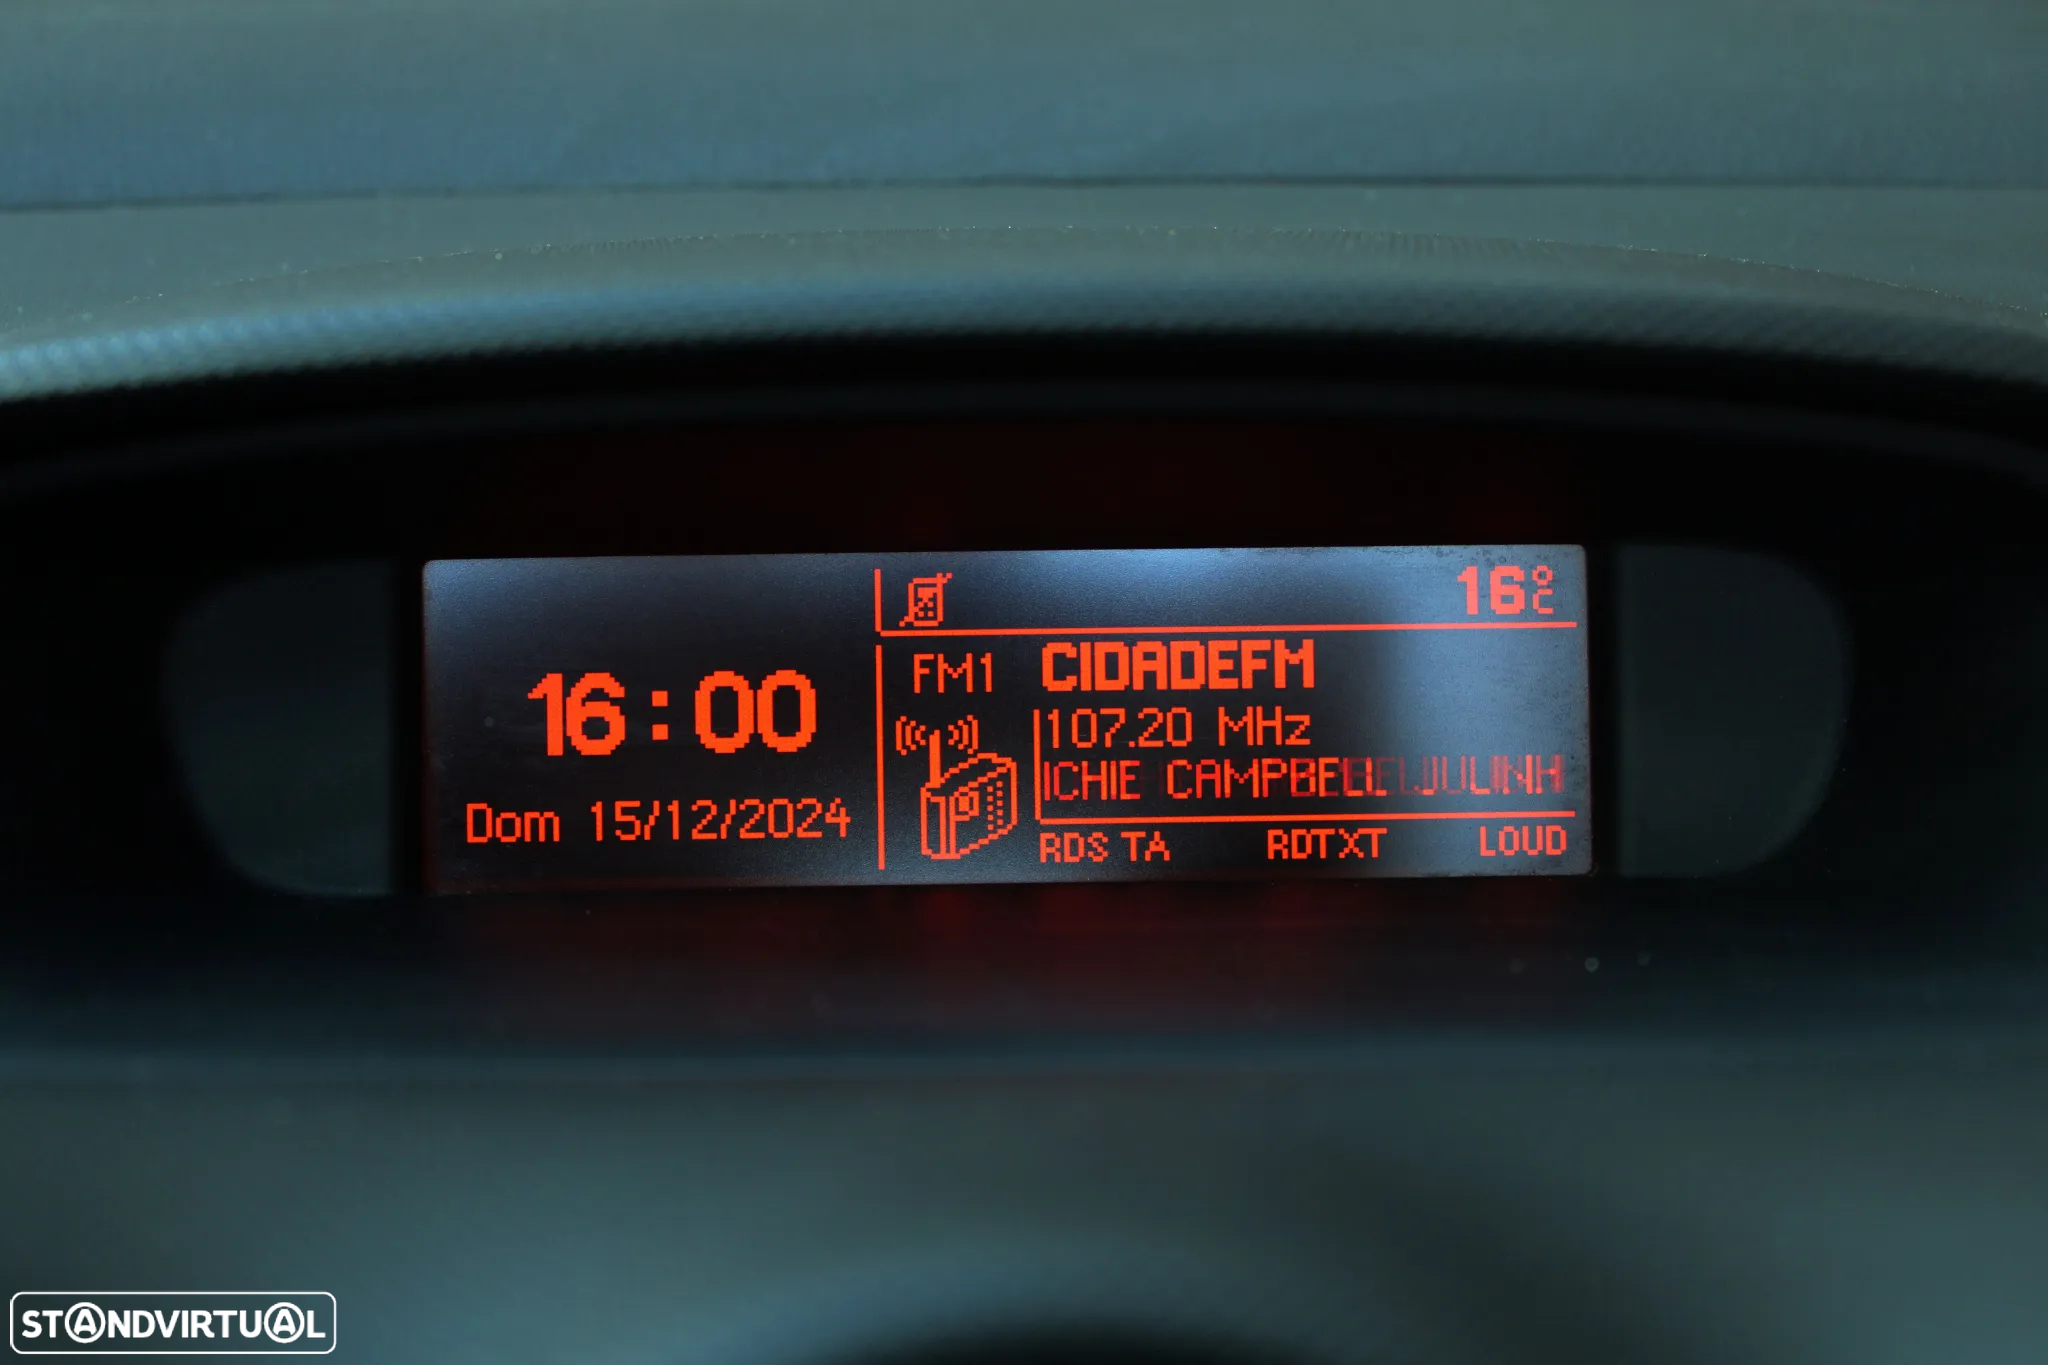 16:00
Dom 15/12/2024
16°C
FM1 CIDADEFM
107.20 MHz
ICHIE CAMPBELL
RDS TA RDTXT LOUD
STANDVIRTUAL